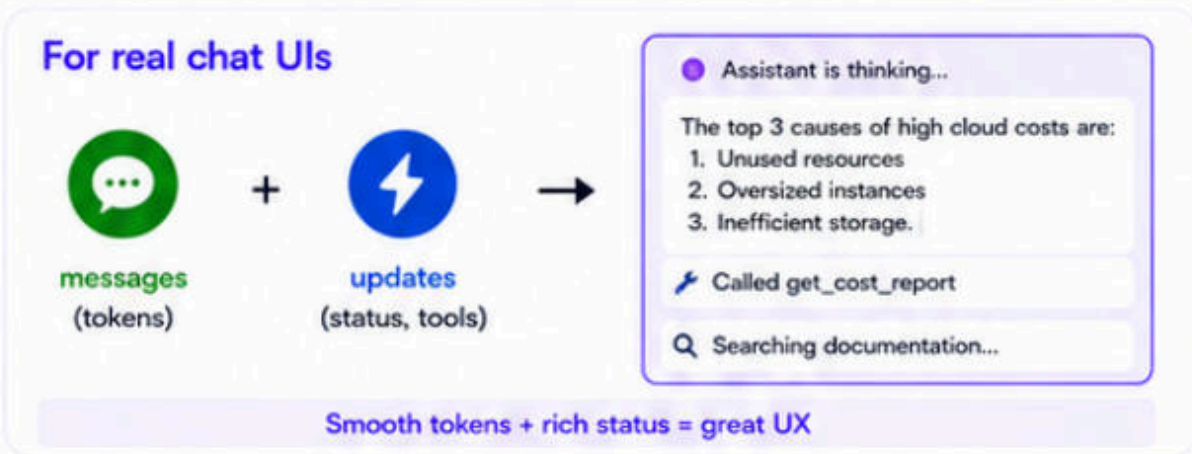 For real chat UIs
messages
(tokens)
+
updates
(status, tools)
Assistant is thinking...
The top 3 causes of high cloud costs are:
1. Unused resources
2. Oversized instances
3. Inefficient storage.
Called get_cost_report
Searching documentation...
Smooth tokens + rich status = great UX